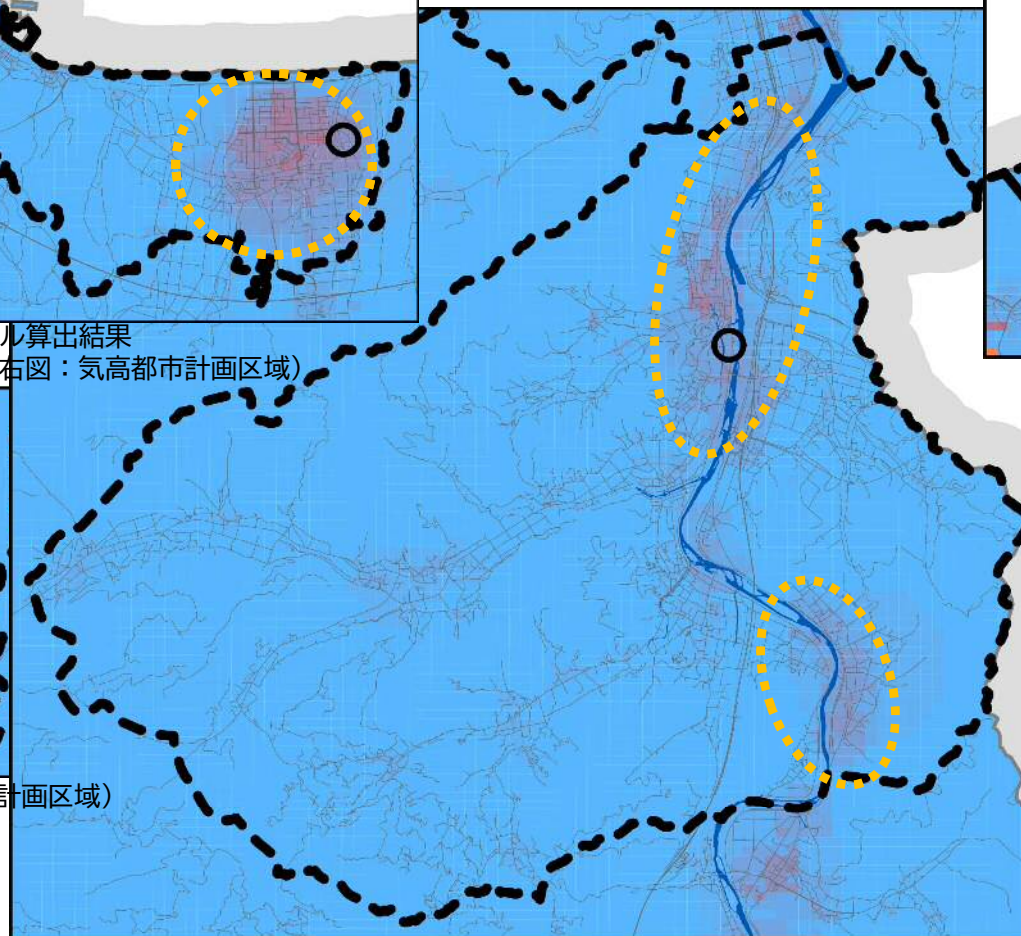 ル算出結果
右図：気高都市計画区域）
計画区域）